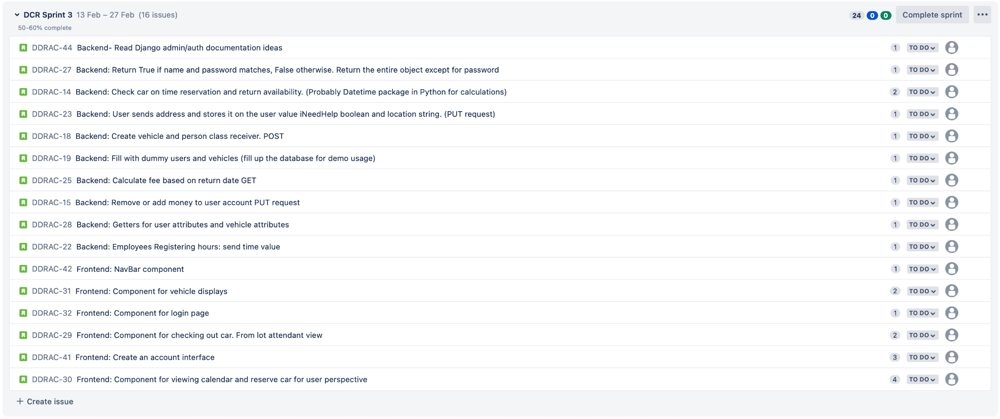 DCR Sprint 3 13 Feb – 27 Feb (16 issues) 24 0 0 Complete sprint
50-60% complete
DDRAC-44 Backend- Read Django admin/auth documentation ideas 1 TO DO
DDRAC-27 Backend: Return True if name and password matches, False otherwise. Return the entire object except for password 1 TO DO
DDRAC-14 Backend: Check car on time reservation and return availability. (Probably Datetime package in Python for calculations) 2 TO DO
DDRAC-23 Backend: User sends address and stores it on the user value iNeedHelp boolean and location string. (PUT request) 1 TO DO
DDRAC-18 Backend: Create vehicle and person class receiver. POST 1 TO DO
DDRAC-19 Backend: Fill with dummy users and vehicles (fill up the database for demo usage) 1 TO DO
DDRAC-25 Backend: Calculate fee based on return date GET 1 TO DO
DDRAC-15 Backend: Remove or add money to user account PUT request 1 TO DO
DDRAC-28 Backend: Getters for user attributes and vehicle attributes 1 TO DO
DDRAC-22 Backend: Employees Registering hours: send time value 1 TO DO
DDRAC-42 Frontend: NavBar component 1 TO DO
DDRAC-31 Frontend: Component for vehicle displays 2 TO DO
DDRAC-32 Frontend: Component for login page 1 TO DO
DDRAC-29 Frontend: Component for checking out car. From lot attendant view 2 TO DO
DDRAC-41 Frontend: Create an account interface 3 TO DO
DDRAC-30 Frontend: Component for viewing calendar and reserve car for user perspective 4 TO DO
+ Create issue